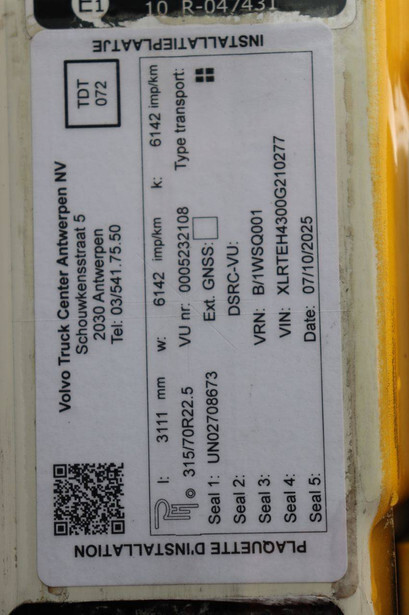 E1
10 R-047431
INSTALLATIEPLAATJE
Volvo Truck Center Antwerpen NV
Schouwkensstraat 5
2030 Antwerpen
Tel: 03/541.75.50
TDT
072
l: 3111 mm w: 6142 imp/km k: 6142 imp/km
315/70R22.5 VU nr: 0005232108 Type transport:
Seal 1: UN02708673 Ext. GNSS:
Seal 2: DSRC-VU:
Seal 3: VRN: B/1WSQ001
Seal 4: VIN: XLRTEH4300G210277
Seal 5: Date: 07/10/2025
PLAQUETTE D'INSTALLATION